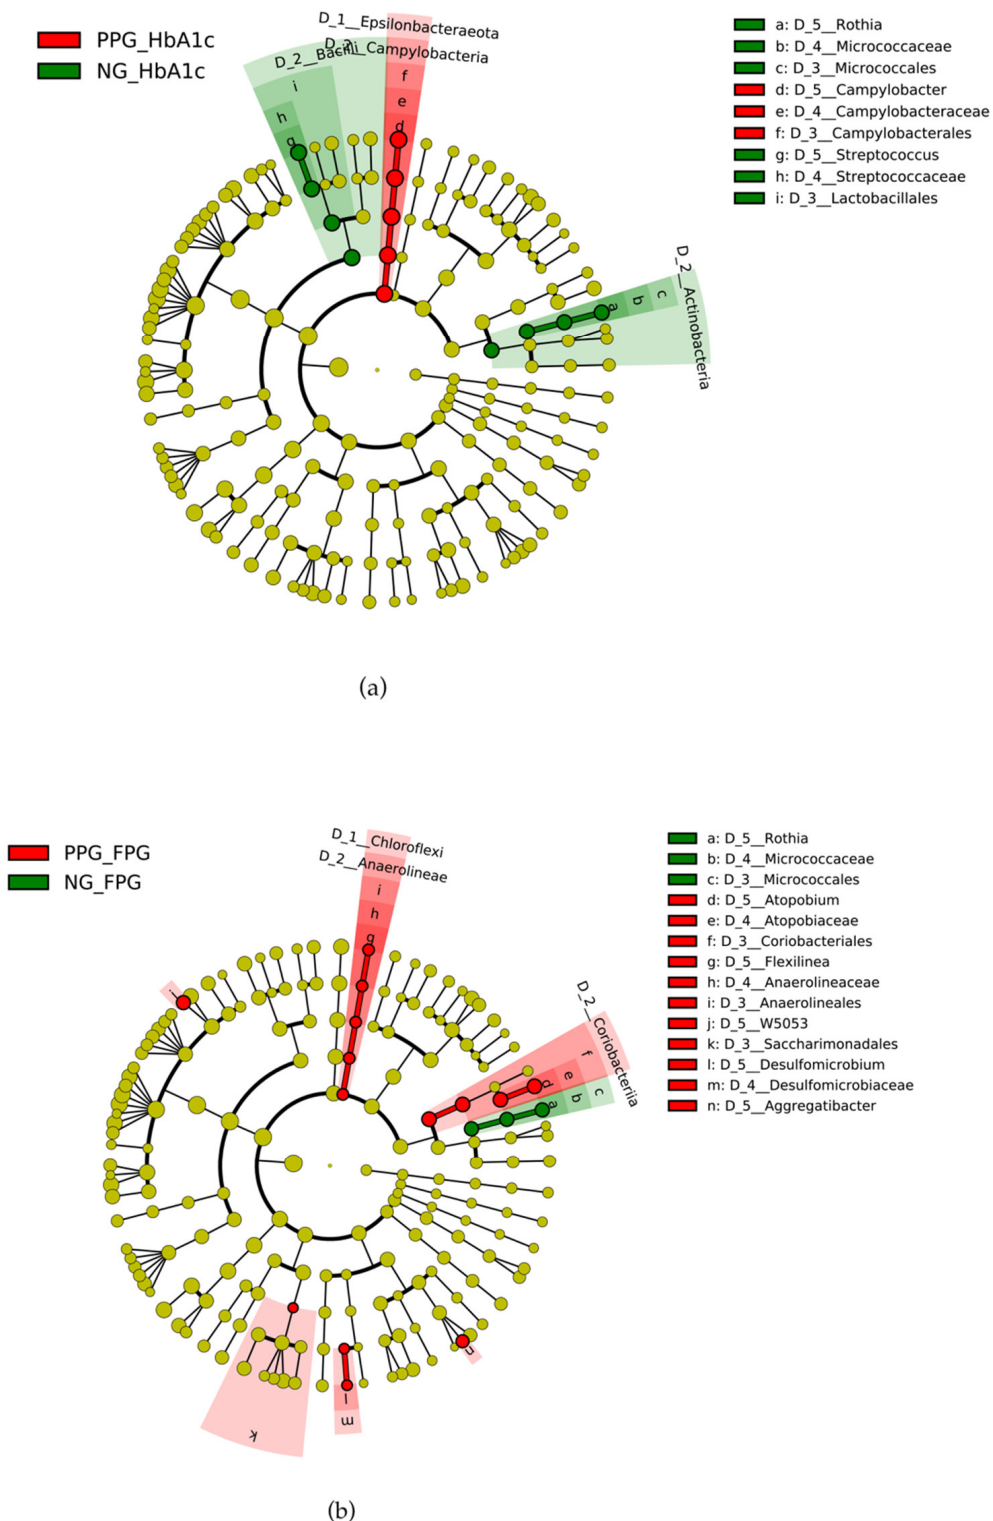 D_1__Epsilonbacteraeota
D_2__Campylobacteria
D_2__Bacilli
PPG_HbA1c
NG_HbA1c
a: D_5__Rothia
b: D_4__Micrococcaceae
c: D_3__Micrococcales
d: D_5__Campylobacter
e: D_4__Campylobacteraceae
f: D_3__Campylobacterales
g: D_5__Streptococcus
h: D_4__Streptococcaceae
i: D_3__Lactobacillales
f
e
d
i
h
g
D_2__Actinobacteria
a
b
c
(a)
PPG_FPG
NG_FPG
D_1__Chloroflexi
D_2__Anaerolineae
i
h
g
a: D_5__Rothia
b: D_4__Micrococcaceae
c: D_3__Micrococcales
d: D_5__Atopobium
e: D_4__Atopobiaceae
f: D_3__Coriobacteriales
g: D_5__Flexilinea
h: D_4__Anaerolineaceae
i: D_3__Anaerolineales
j: D_5__W5053
k: D_3__Saccharimonadales
l: D_5__Desulfomicrobium
m: D_4__Desulfomicrobiaceae
n: D_5__Aggregatibacter
j
D_2__Coriobacteriia
f
e
d
a
b
c
n
l
m
k
(b)